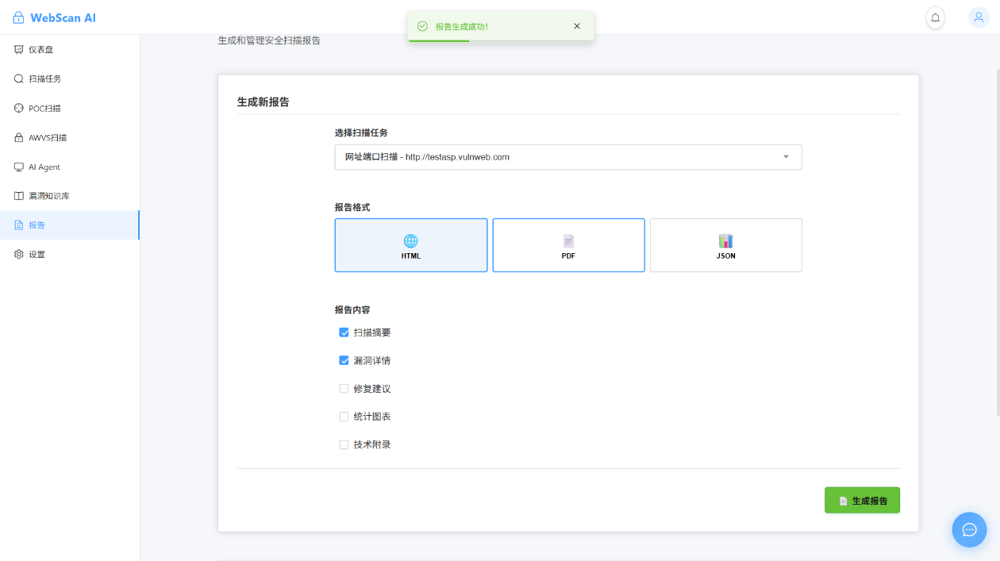 WebScan AI
报告生成成功！
仪表盘
扫描任务
POC扫描
AWVS扫描
AI Agent
漏洞知识库
报告
设置
生成和管理安全扫描报告
生成新报告
选择扫描任务
网址端口扫描 - http://testasp.vulnweb.com
报告格式
HTML
PDF
JSON
报告内容
扫描摘要
漏洞详情
修复建议
统计图表
技术附录
生成报告